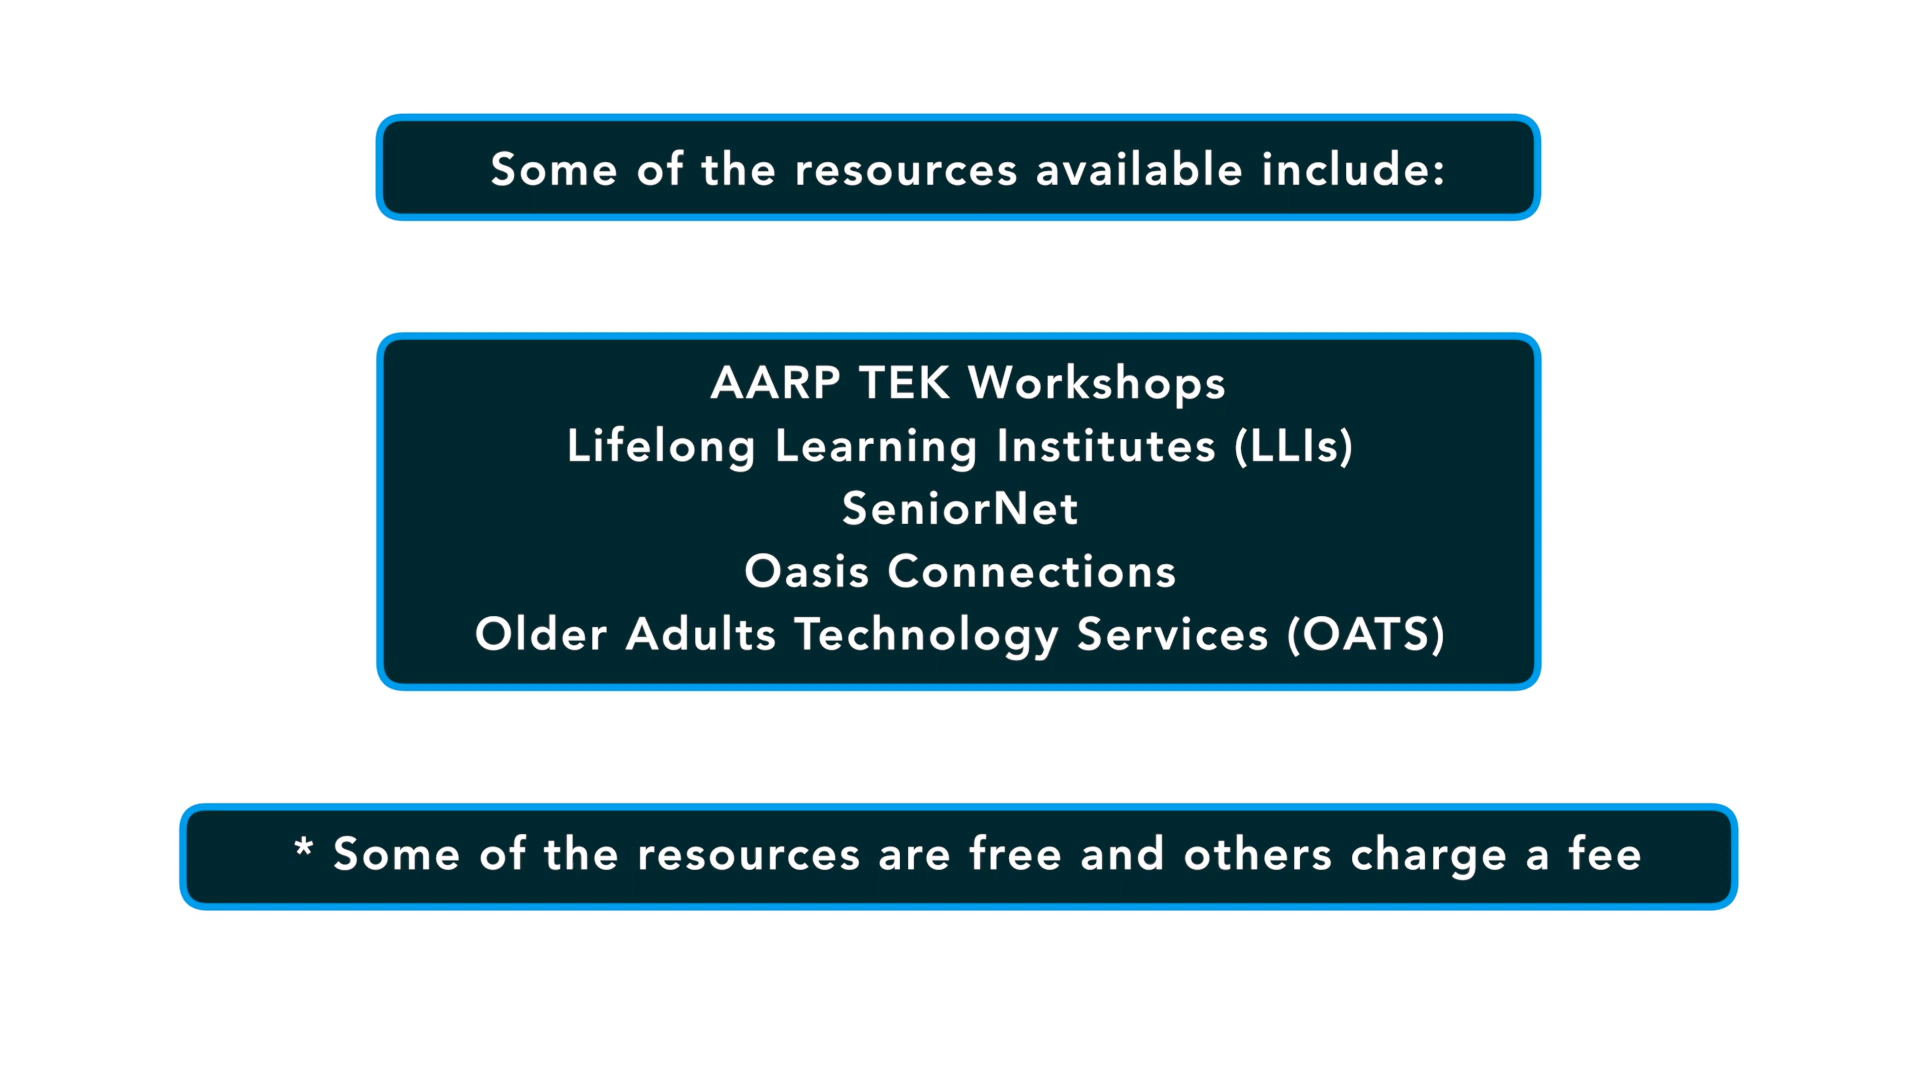 Some of the resources available include:
AARP TEK Workshops
Lifelong Learning Institutes (LLIs)
SeniorNet
Oasis Connections
Older Adults Technology Services (OATS)
* Some of the resources are free and others charge a fee